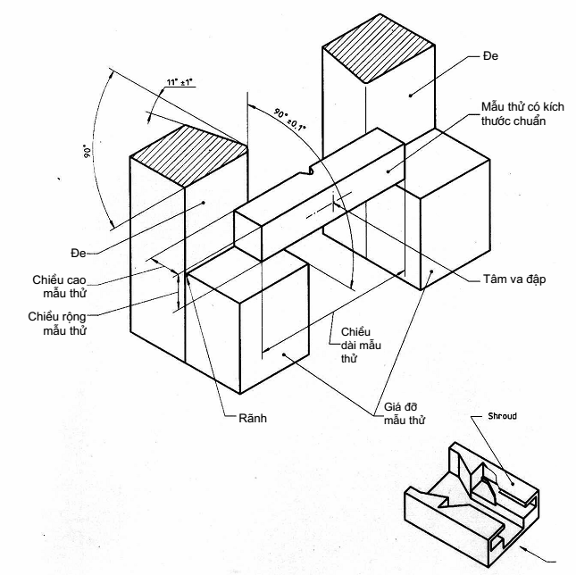 Đe
11° ±1°
Mẫu thử có kích
thước chuẩn
90° ±0,1°
90°
Đe
Chiều cao
mẫu thử
Tâm va đập
Chiều rộng
mẫu thử
Chiều
dài mẫu
thử
Rãnh
Giá đỡ
mẫu thử
Shroud